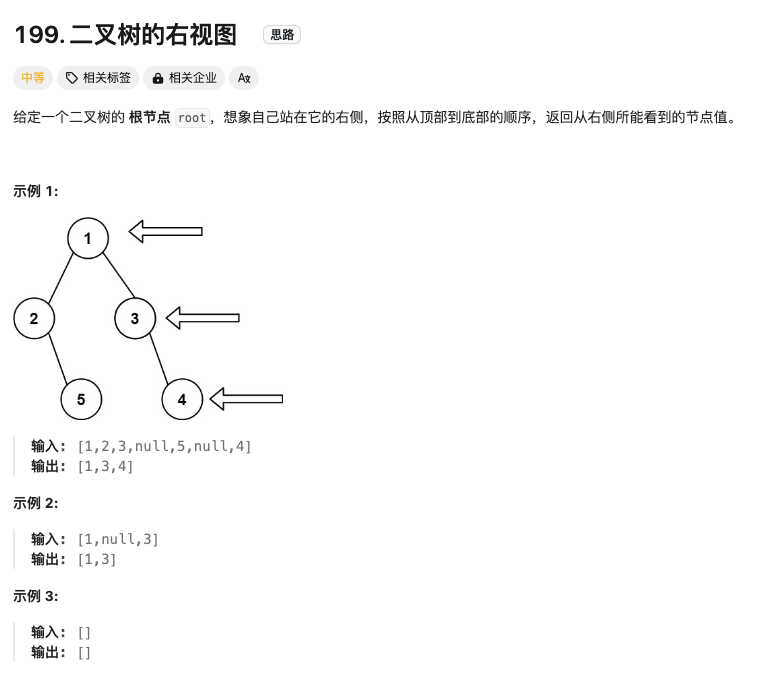 199. 二叉树的右视图 思路
中等 相关标签 相关企业 Aあ
给定一个二叉树的 根节点 root，想象自己站在它的右侧，按照从顶部到底部的顺序，返回从右侧所能看到的节点值。
示例 1:
1
2 3
5 4
输入: [1,2,3,null,5,null,4]
输出: [1,3,4]
示例 2:
输入: [1,null,3]
输出: [1,3]
示例 3:
输入: []
输出: []